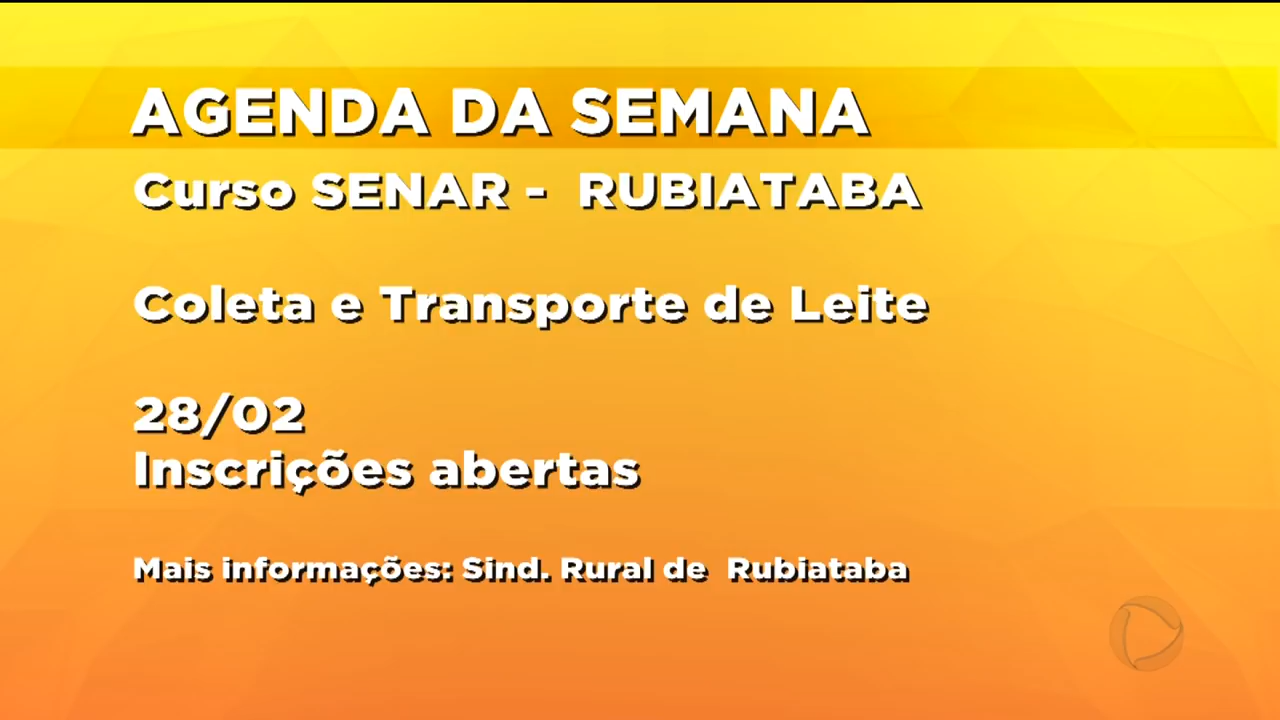 AGENDA DA SEMANA
Curso SENAR - RUBIATABA
Coleta e Transporte de Leite
28/02
Inscrições abertas
Mais informações: Sind. Rural de Rubiataba